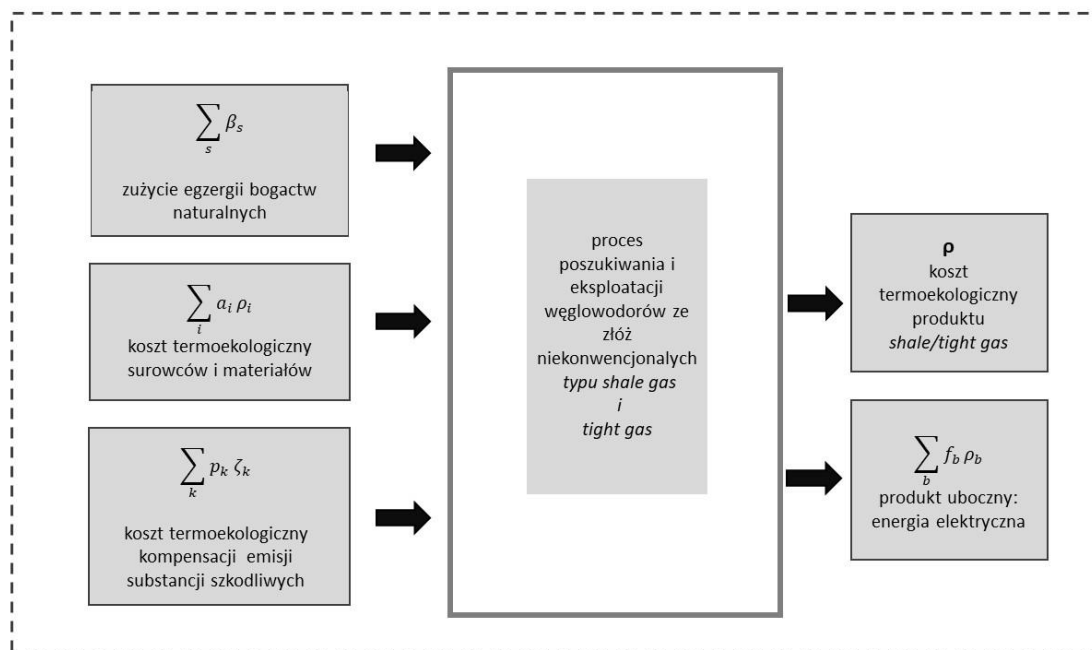 ∑ β_s
s
zużycie egzergii bogactw
naturalnych
∑ a_i ρ_i
i
koszt termoekologiczny
surowców i materiałów
∑ p_k ζ_k
k
koszt termoekologiczny
kompensacji emisji
substancji szkodliwych
proces
poszukiwania i
eksploatacji
węglowodorów ze
złóż
niekonwencjonalych
typu shale gas
i
tight gas
ρ
koszt
termoekologiczny
produktu
shale/tight gas
∑ f_b ρ_b
b
produkt uboczny:
energia elektryczna